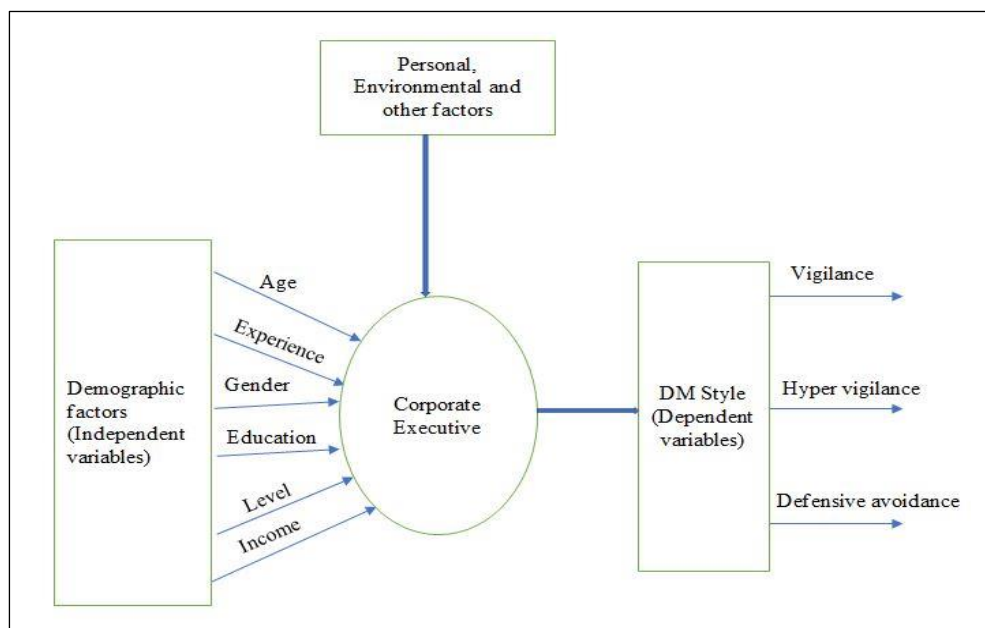 Personal,
Environmental and
other factors
Age
Experience
Gender
Education
Level
Income
Demographic
factors
(Independent
variables)
Corporate
Executive
DM Style
(Dependent
variables)
Vigilance
Hyper vigilance
Defensive avoidance